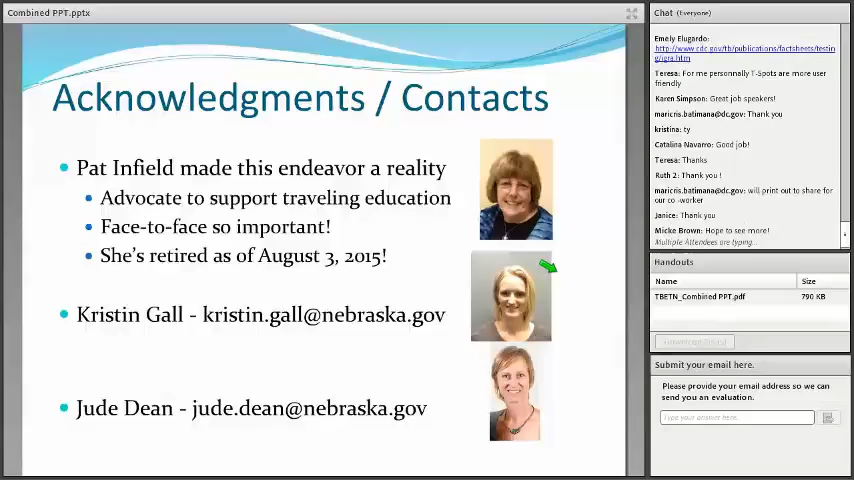 Combined PPT.pptx
Acknowledgments / Contacts
Pat Infield made this endeavor a reality
Advocate to support traveling education
Face-to-face so important!
She's retired as of August 3, 2015!
Kristin Gall - kristin.gall@nebraska.gov
Jude Dean - jude.dean@nebraska.gov
Chat (Everyone)
Emely Elugardo:
http://www.cdc.gov/tb/publications/factsheets/testin
g/igra.htm
Teresa: For me personnally T-Spots are more user
friendly
Karen Simpson: Great job speakers!
maricris.batimana@dc.gov: Thank you
kristina: ty
Catalina Navarro: Good job!
Teresa: Thanks
Ruth 2: Thank you !
maricris.batimana@dc.gov: will print out to share for
our co -worker
Janice: Thank you
Micke Brown: Hope to see more!
Multiple Attendees are typing...
Handouts
Name Size
TBETN_Combined PPT.pdf 790 KB
Submit your email here.
Please provide your email address so we can
send you an evaluation.
Type your answer here.